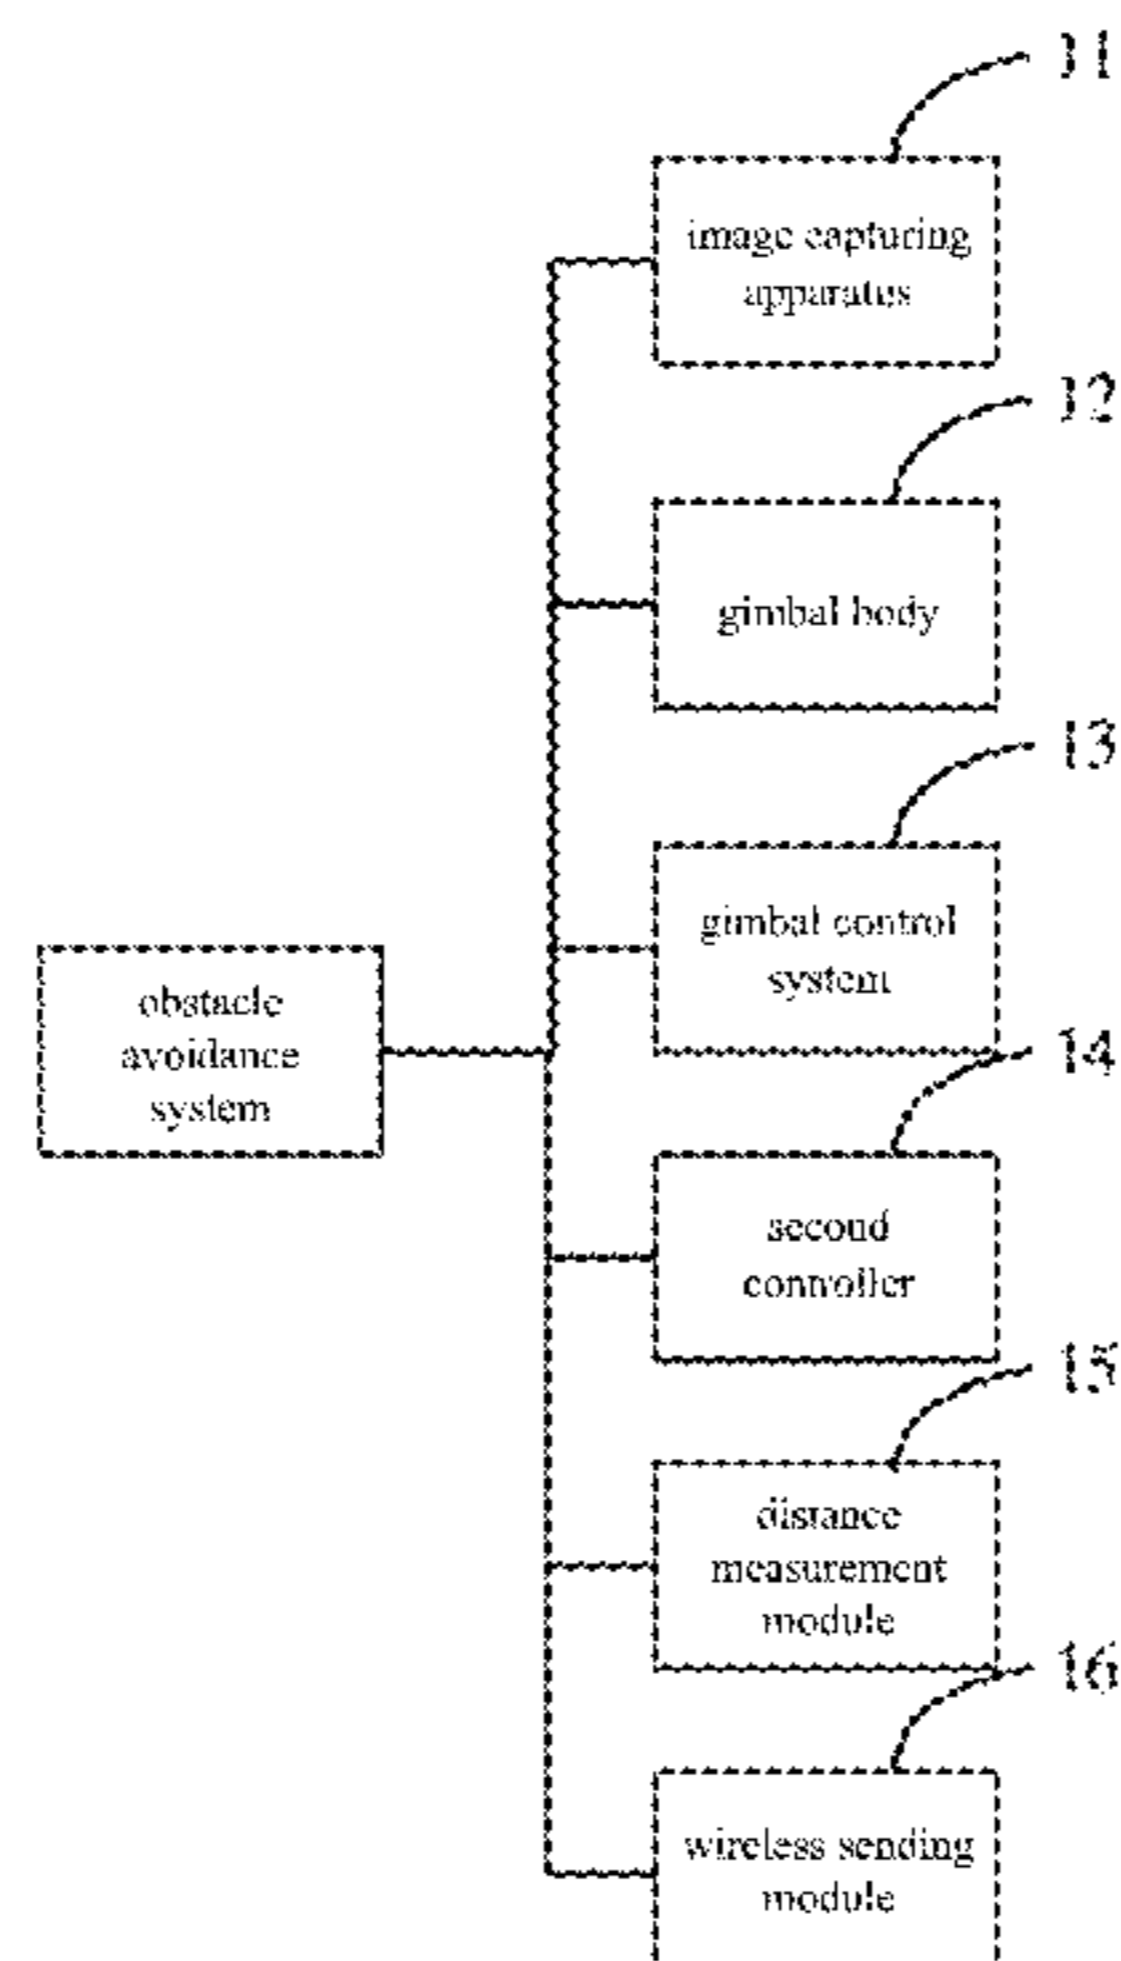 11
image capturing
apparatus
12
gimbal body
13
gimbal control
system
obstacle
avoidance
system
14
second
controller
15
distance
measurement
module
16
wireless sending
module